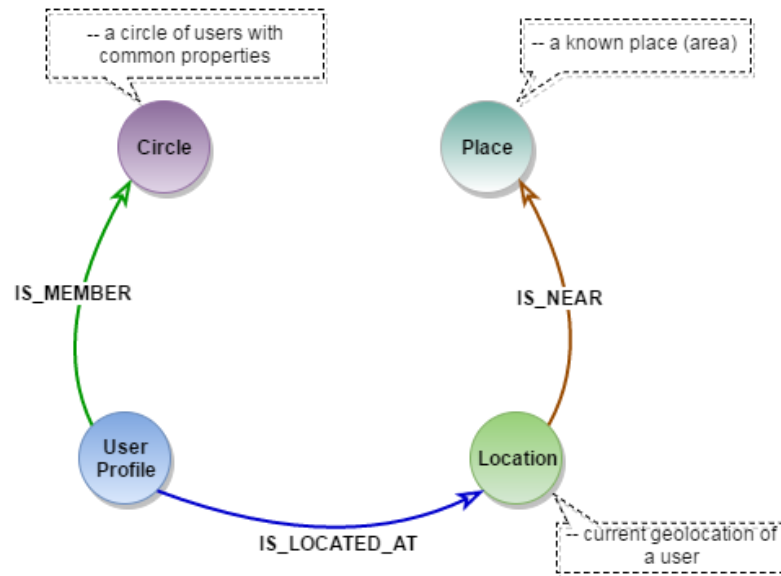 -- a circle of users with
common properties
-- a known place (area)
Circle
Place
IS_MEMBER
IS_NEAR
User
Profile
Location
IS_LOCATED_AT
-- current geolocation of
a user